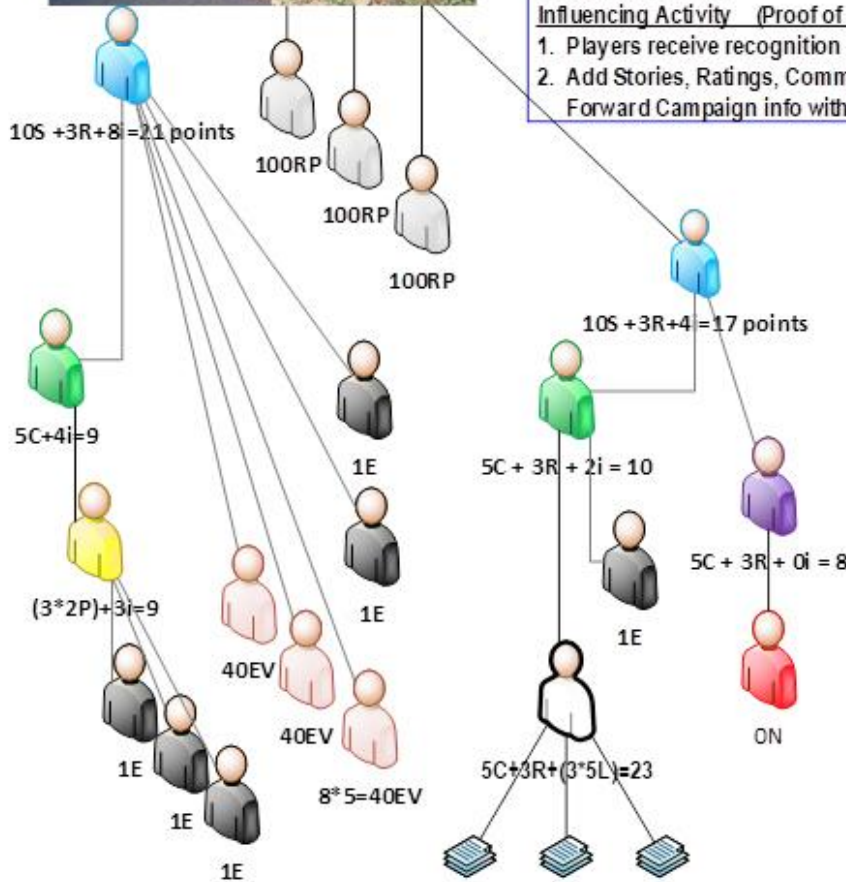 Influencing Activity (Proof of
1. Players receive recognition
2. Add Stories, Ratings, Comm
Forward Campaign info with
10S +3R+8i=21 points
100RP
100RP
100RP
10S +3R+4i=17 points
5C+4i=9
1E
5C + 3R + 2i = 10
1E
5C + 3R + 0i = 8
(3*2P)+3i=9
1E
40EV
40EV
8*5=40EV
5C+3R+(3*5L)=23
0N
1E
1E
1E